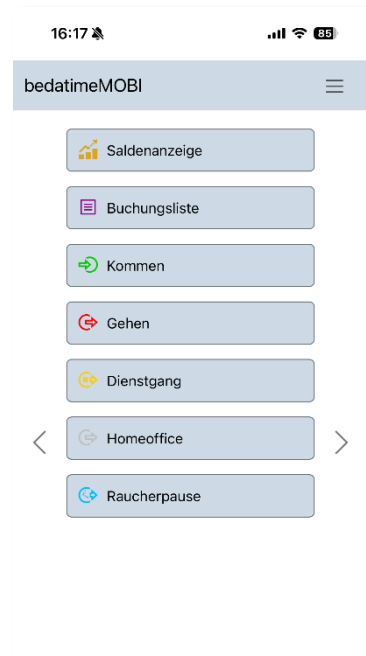 16:17
85
bedatimeMOBI
Saldenanzeige
Buchungsliste
Kommen
Gehen
Dienstgang
Homeoffice
Raucherpause